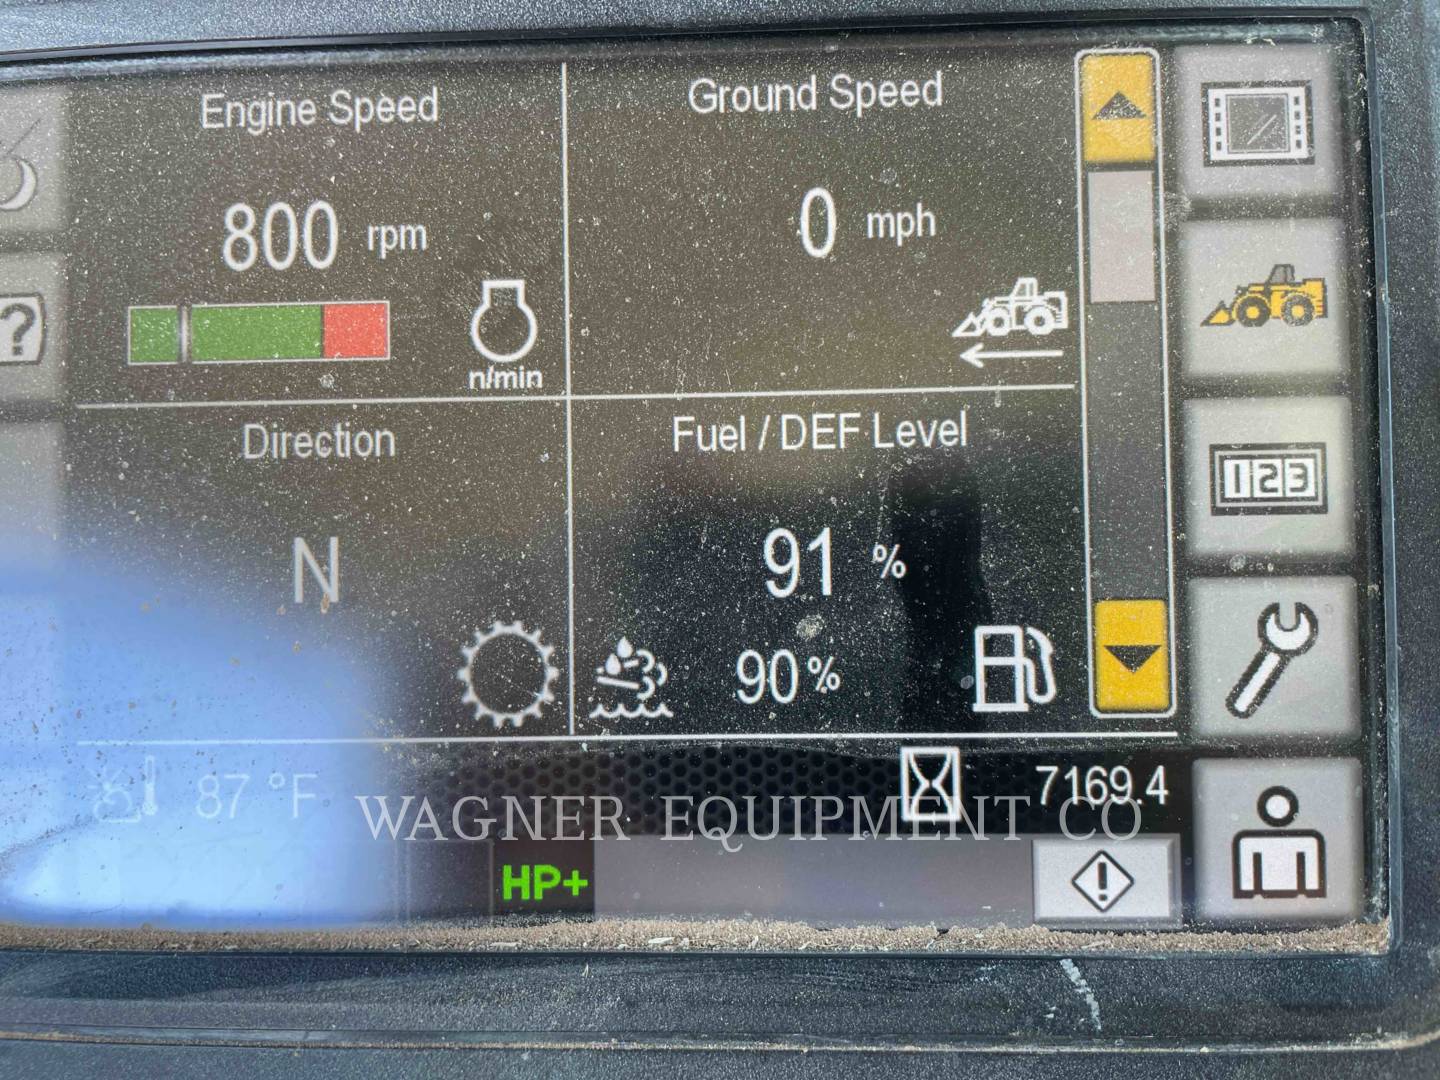 Engine Speed
800 rpm
n/min
Ground Speed
0 mph
Direction
N
Fuel / DEF Level
91 %
90%
?
123
87 °F
7169.4
WAGNER EQUIPMENT CO
HP+
!